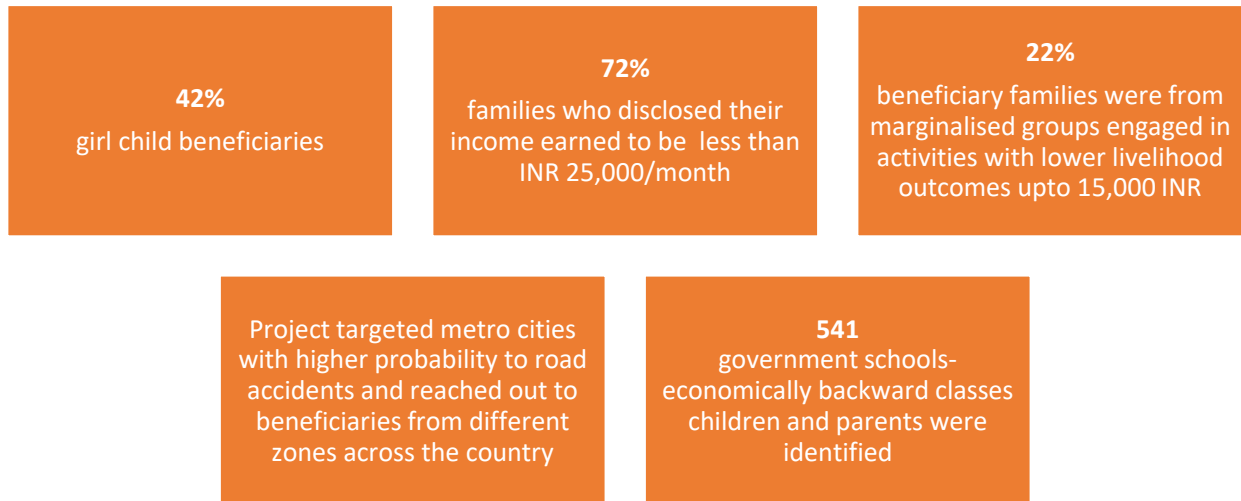 42%
girl child beneficiaries
72%
families who disclosed their
income earned to be less than
INR 25,000/month
22%
beneficiary families were from
marginalised groups engaged in
activities with lower livelihood
outcomes upto 15,000 INR
Project targeted metro cities
with higher probability to road
accidents and reached out to
beneficiaries from different
zones across the country
541
government schools-
economically backward classes
children and parents were
identified